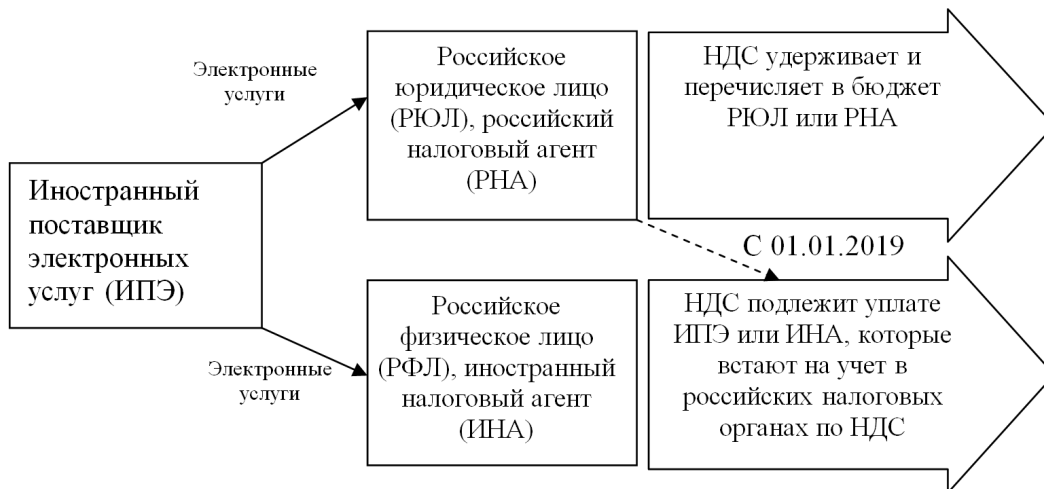 Электронные
услуги
Российское
юридическое лицо
(РЮЛ), российский
налоговый агент
(РНА)
НДС удерживает и
перечисляет в бюджет
РЮЛ или РНА
Иностранный
поставщик
электронных
услуг (ИПЭ)
С 01.01.2019
Электронные
услуги
Российское
физическое лицо
(РФЛ), иностранный
налоговый агент
(ИНА)
НДС подлежит уплате
ИПЭ или ИНА, которые
встают на учет в
российских налоговых
органах по НДС